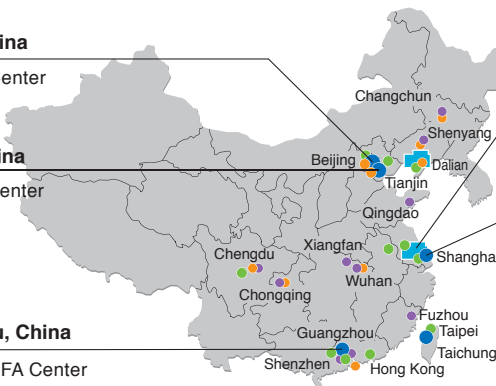 ina
enter
Changchun
Shenyang
ina
Beijing
Dalian
enter
Tianjin
Qingdao
Xiangfan
Chengdu
Shangha
Wuhan
Chongqing
Fuzhou
u, China
Guangzhou
Taipei
Taichung
FA Center
Shenzhen
Hong Kong